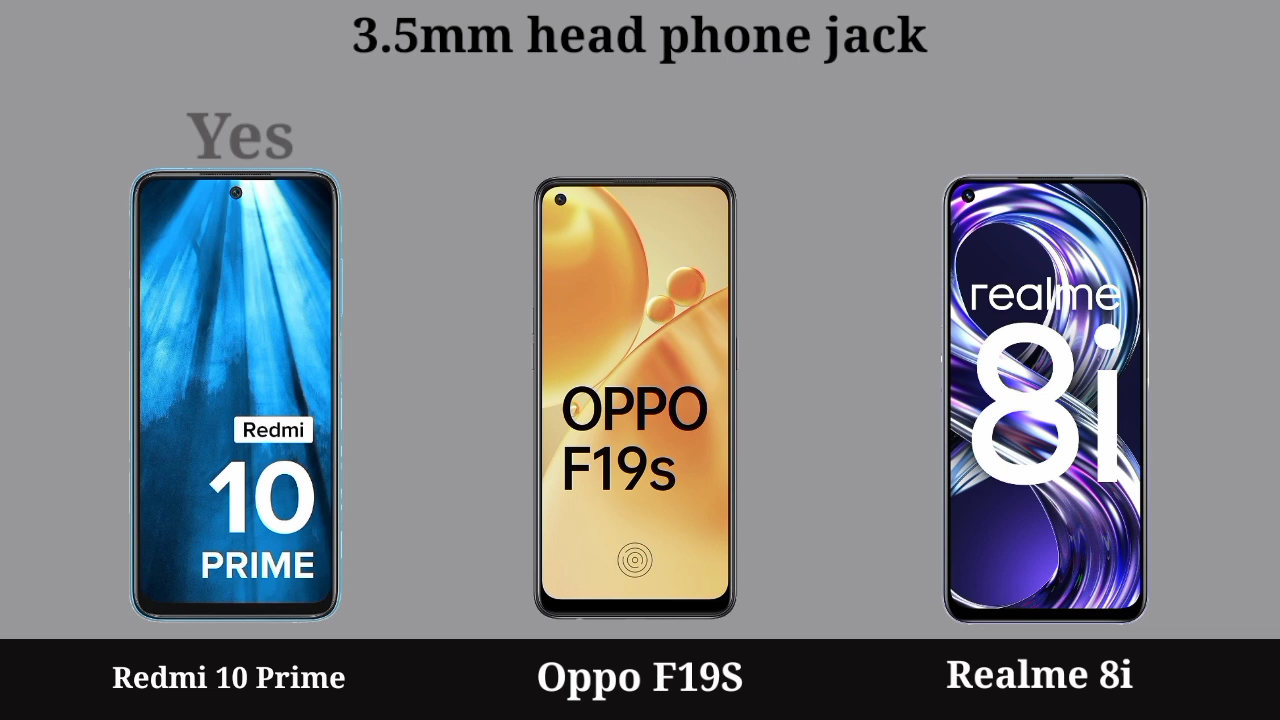 3.5mm head phone jack
Yes
Redmi
10
PRIME
OPPO
F19s
realme
8i
Redmi 10 Prime
Oppo F19S
Realme 8i